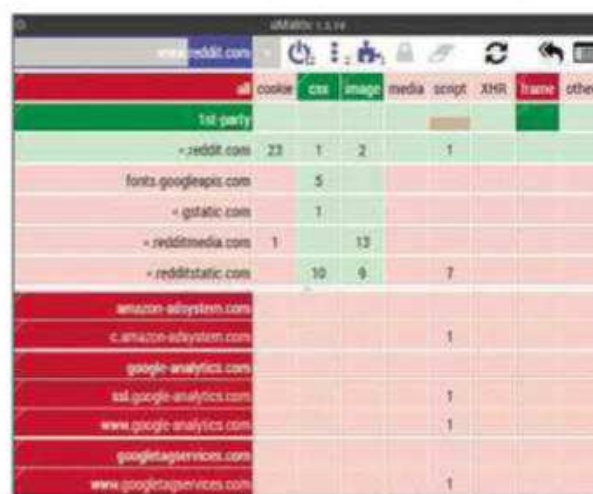 uMatrix 1.3.14
www.reddit.com
all cookie css image media script XHR frame other
1st-party
reddit.com 23 1 2 1
fonts.googleapis.com 5
gstatic.com 1
redditmedia.com 1 13
redditstatic.com 10 9 7
amazon-adsystem.com
c.amazon-adsystem.com 1
google-analytics.com
ssl.google-analytics.com 1
www.google-analytics.com 1
googletagservices.com
www.googletagservices.com 1